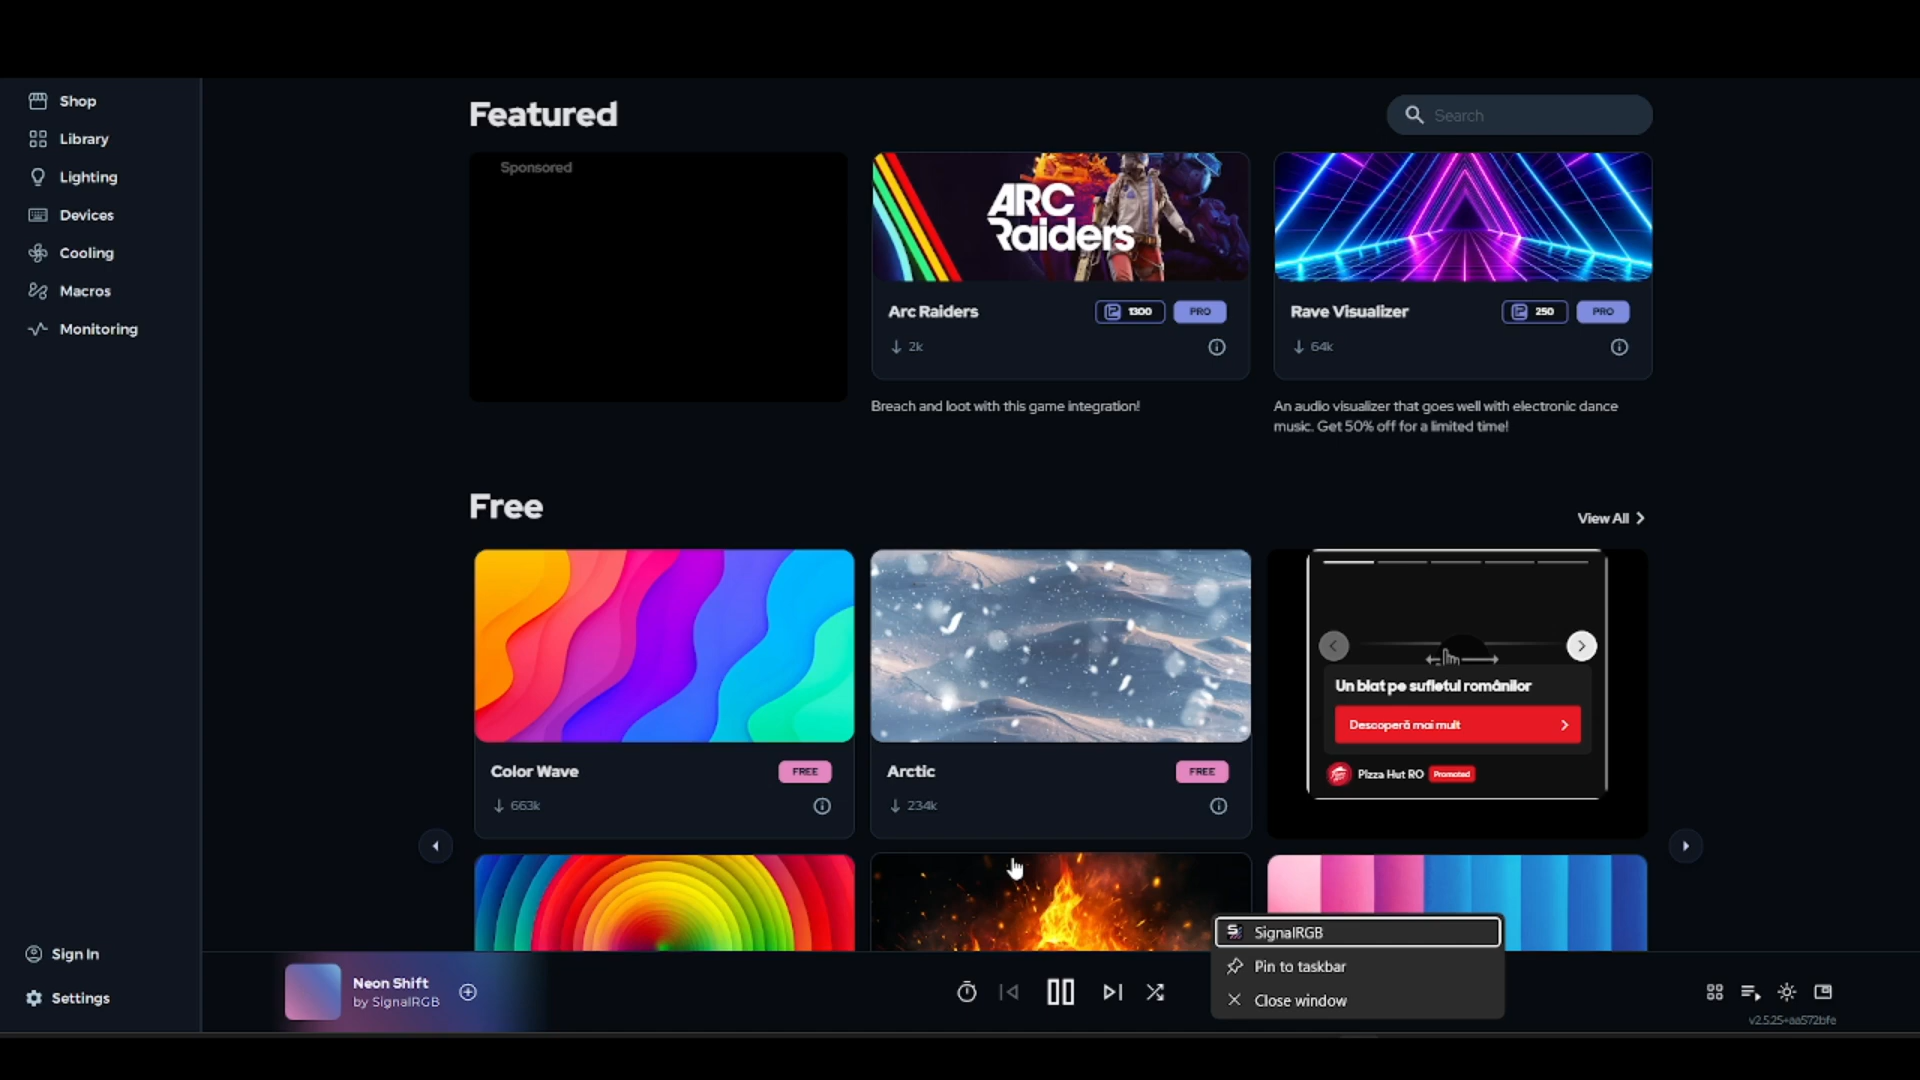 Shop
Library
Lighting
Devices
Cooling
Macros
Monitoring
Sign In
Settings
Featured
Search
Sponsored
ARC
Raiders
Arc Raiders
1300
PRO
2k
Breach and loot with this game integration!
Rave Visualizer
250
PRO
64k
An audio visualizer that goes well with electronic dance
music. Get 50% off for a limited time!
Free
View All
Color Wave
FREE
663k
Arctic
FREE
234k
Un blat pe sufletul românilor
Descoperă mai mult
Pizza Hut RO
Promoted
Neon Shift
by SignalRGB
SignalRGB
Pin to taskbar
Close window
v2.5.25+aa572bfe